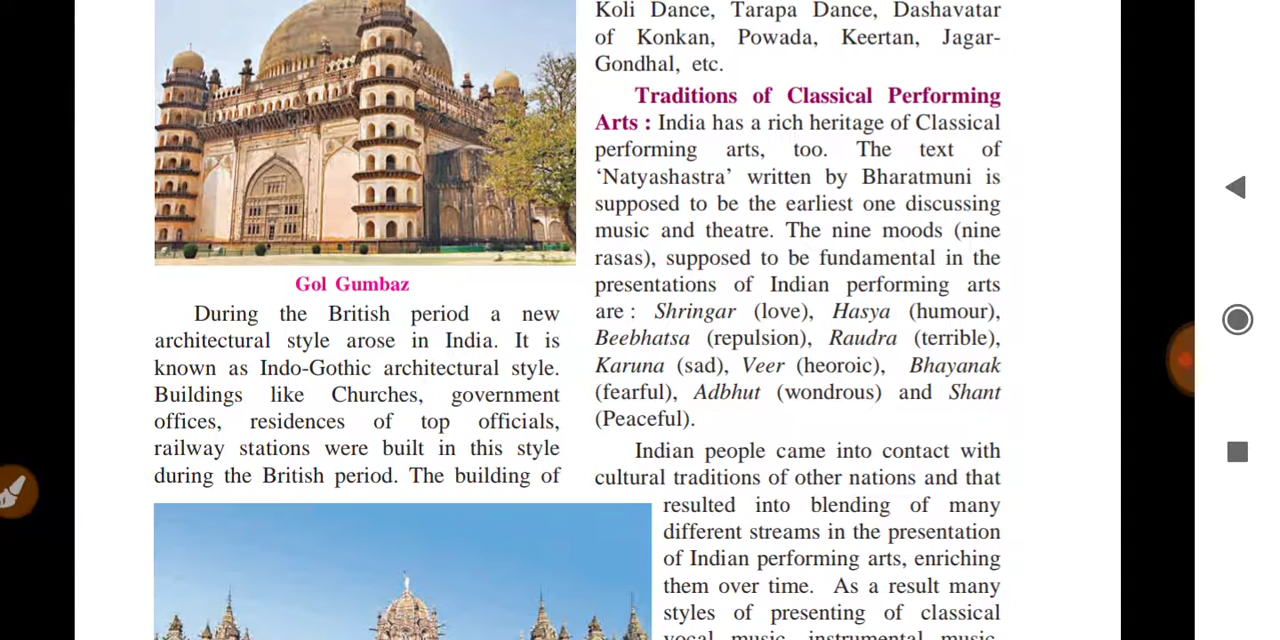 Gol Gumbaz
During the British period a new
architectural style arose in India. It is
known as Indo-Gothic architectural style.
Buildings like Churches, government
offices, residences of top officials,
railway stations were built in this style
during the British period. The building of
Koli Dance, Tarapa Dance, Dashavatar
of Konkan, Powada, Keertan, Jagar-
Gondhal, etc.
Traditions of Classical Performing
Arts : India has a rich heritage of Classical
performing arts, too. The text of
‘Natyashastra’ written by Bharatmuni is
supposed to be the earliest one discussing
music and theatre. The nine moods (nine
rasas), supposed to be fundamental in the
presentations of Indian performing arts
are : Shringar (love), Hasya (humour),
Beebhatsa (repulsion), Raudra (terrible),
Karuna (sad), Veer (heoroic), Bhayanak
(fearful), Adbhut (wondrous) and Shant
(Peaceful).
Indian people came into contact with
cultural traditions of other nations and that
resulted into blending of many
different streams in the presentation
of Indian performing arts, enriching
them over time. As a result many
styles of presenting of classical
vocal music, instrumental music,